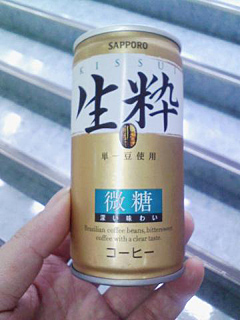 SAPPORO
KISSUI
生粋
単一豆使用
微糖
深い味わい
Brazilian coffee beans, bittersweet
coffee with a clear taste.
コーヒー